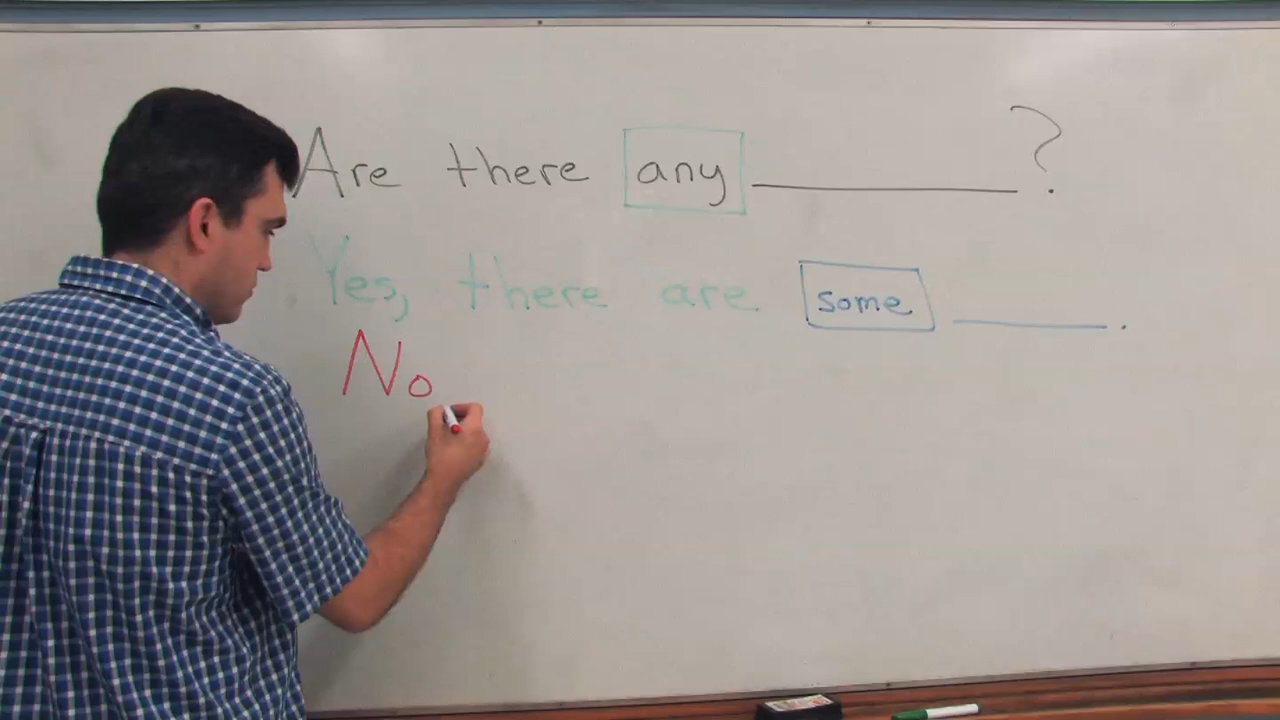 Are there any ________?
Yes, there are some ______.
No